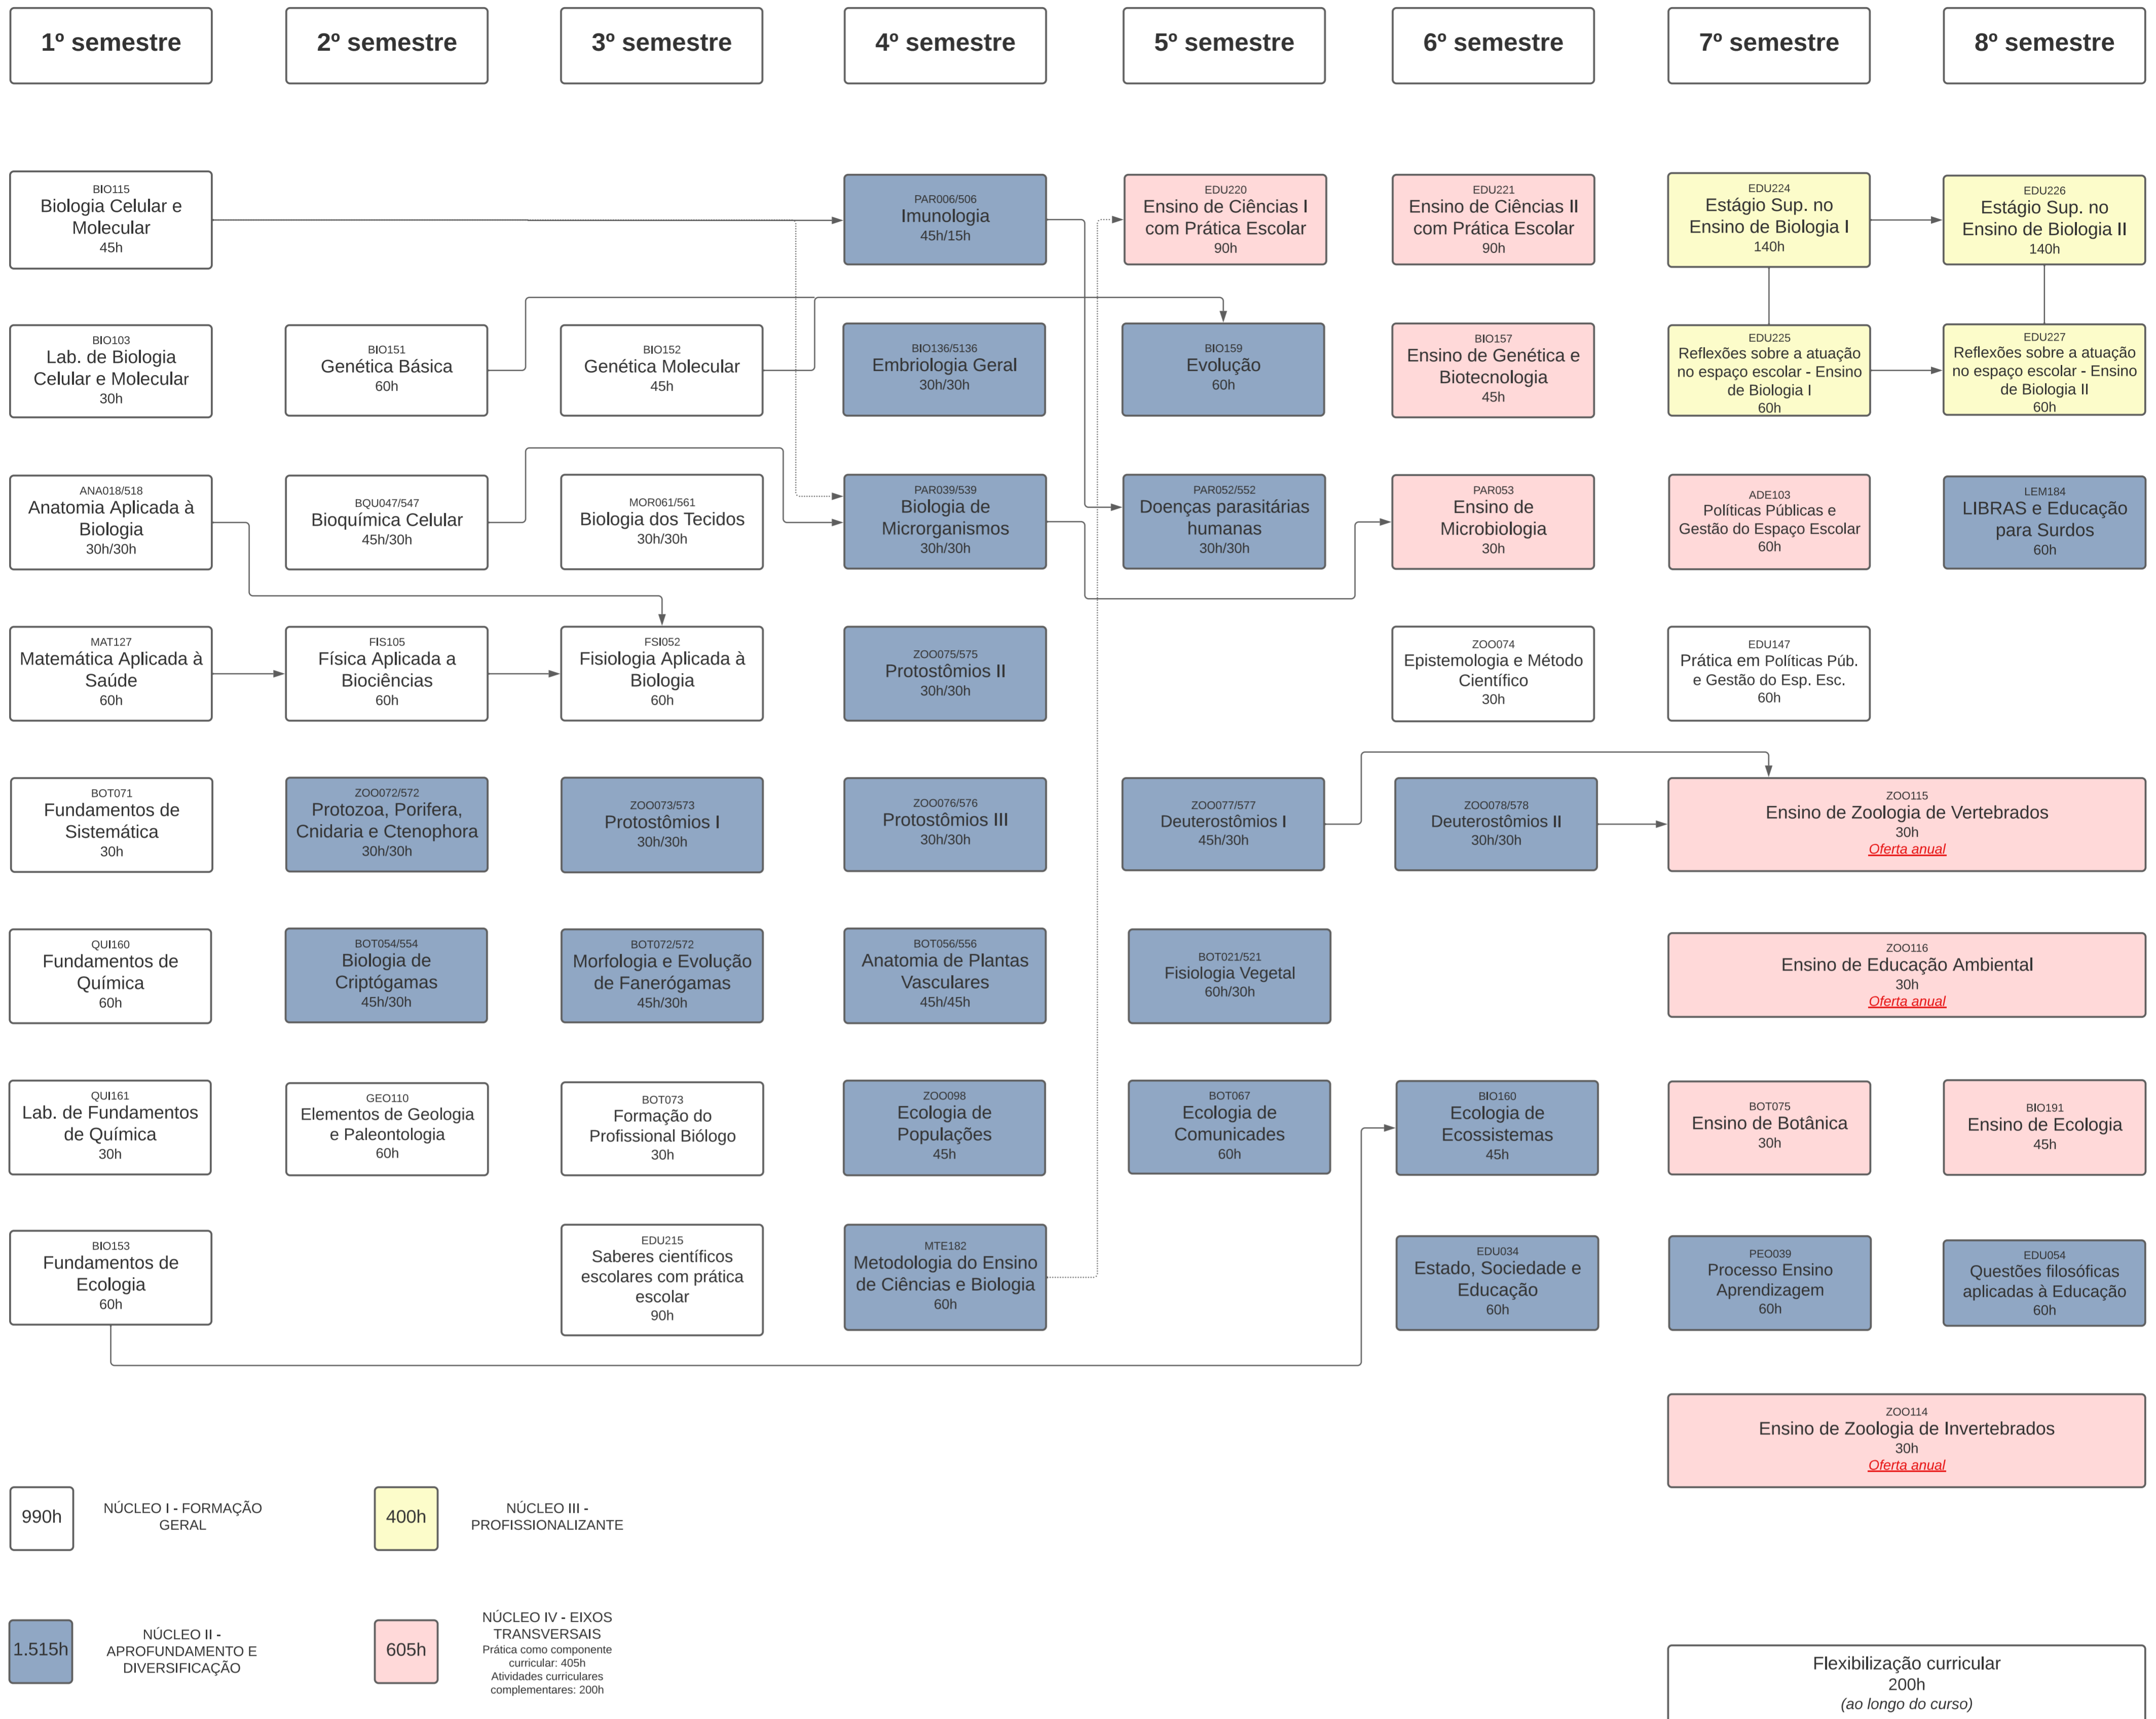 1º semestre
2º semestre
3º semestre
4º semestre
5º semestre
6º semestre
7º semestre
8º semestre
BIO115
Biologia Celular e
Molecular
45h
PAR006/506
Imunologia
45h/15h
EDU220
Ensino de Ciências I
com Prática Escolar
90h
EDU221
Ensino de Ciências II
com Prática Escolar
90h
EDU224
Estágio Sup. no
Ensino de Biologia I
140h
EDU226
Estágio Sup. no
Ensino de Biologia II
140h
BIO103
Lab. de Biologia
Celular e Molecular
30h
BIO151
Genética Básica
60h
BIO152
Genética Molecular
45h
BIO136/5136
Embriologia Geral
30h/30h
BIO159
Evolução
60h
BIO157
Ensino de Genética e
Biotecnologia
45h
EDU225
Reflexões sobre a atuação
no espaço escolar - Ensino
de Biologia I
60h
EDU227
Reflexões sobre a atuação
no espaço escolar - Ensino
de Biologia II
60h
ANA018/518
Anatomia Aplicada à
Biologia
30h/30h
BQU047/547
Bioquímica Celular
45h/30h
MOR061/561
Biologia dos Tecidos
30h/30h
PAR039/539
Biologia de
Microrganismos
30h/30h
PAR052/552
Doenças parasitárias
humanas
30h/30h
PAR053
Ensino de
Microbiologia
30h
ADE103
Políticas Públicas e
Gestão do Espaço Escolar
60h
LEM184
LIBRAS e Educação
para Surdos
60h
MAT127
Matemática Aplicada à
Saúde
60h
FIS105
Física Aplicada a
Biociências
60h
FSI052
Fisiologia Aplicada à
Biologia
60h
ZOO075/575
Protostômios II
30h/30h
ZOO074
Epistemologia e Método
Científico
30h
EDU147
Prática em Políticas Púb.
e Gestão do Esp. Esc.
60h
BOT071
Fundamentos de
Sistemática
30h
ZOO072/572
Protozoa, Porifera,
Cnidaria e Ctenophora
30h/30h
ZOO073/573
Protostômios I
30h/30h
ZOO076/576
Protostômios III
30h/30h
ZOO077/577
Deuterostômios I
45h/30h
ZOO078/578
Deuterostômios II
30h/30h
ZOO115
Ensino de Zoologia de Vertebrados
30h
Oferta anual
QUI160
Fundamentos de
Química
60h
BOT054/554
Biologia de
Criptógamas
45h/30h
BOT072/572
Morfologia e Evolução
de Fanerógamas
45h/30h
BOT056/556
Anatomia de Plantas
Vasculares
45h/45h
BOT021/521
Fisiologia Vegetal
60h/30h
ZOO116
Ensino de Educação Ambiental
30h
Oferta anual
QUI161
Lab. de Fundamentos
de Química
30h
GEO110
Elementos de Geologia
e Paleontologia
60h
BOT073
Formação do
Profissional Biólogo
30h
ZOO098
Ecologia de
Populações
45h
BOT067
Ecologia de
Comunicades
60h
BIO160
Ecologia de
Ecossistemas
45h
BOT075
Ensino de Botânica
30h
BIO191
Ensino de Ecologia
45h
BIO153
Fundamentos de
Ecologia
60h
EDU215
Saberes científicos
escolares com prática
escolar
90h
MTE182
Metodologia do Ensino
de Ciências e Biologia
60h
EDU034
Estado, Sociedade e
Educação
60h
PEO039
Processo Ensino
Aprendizagem
60h
EDU054
Questões filosóficas
aplicadas à Educação
60h
ZOO114
Ensino de Zoologia de Invertebrados
30h
Oferta anual
990h
NÚCLEO I - FORMAÇÃO
GERAL
400h
NÚCLEO III -
PROFISSIONALIZANTE
1.515h
NÚCLEO II -
APROFUNDAMENTO E
DIVERSIFICAÇÃO
605h
NÚCLEO IV - EIXOS
TRANSVERSAIS
Prática como componente
curricular: 405h
Atividades curriculares
complementares: 200h
Flexibilização curricular
200h
(ao longo do curso)